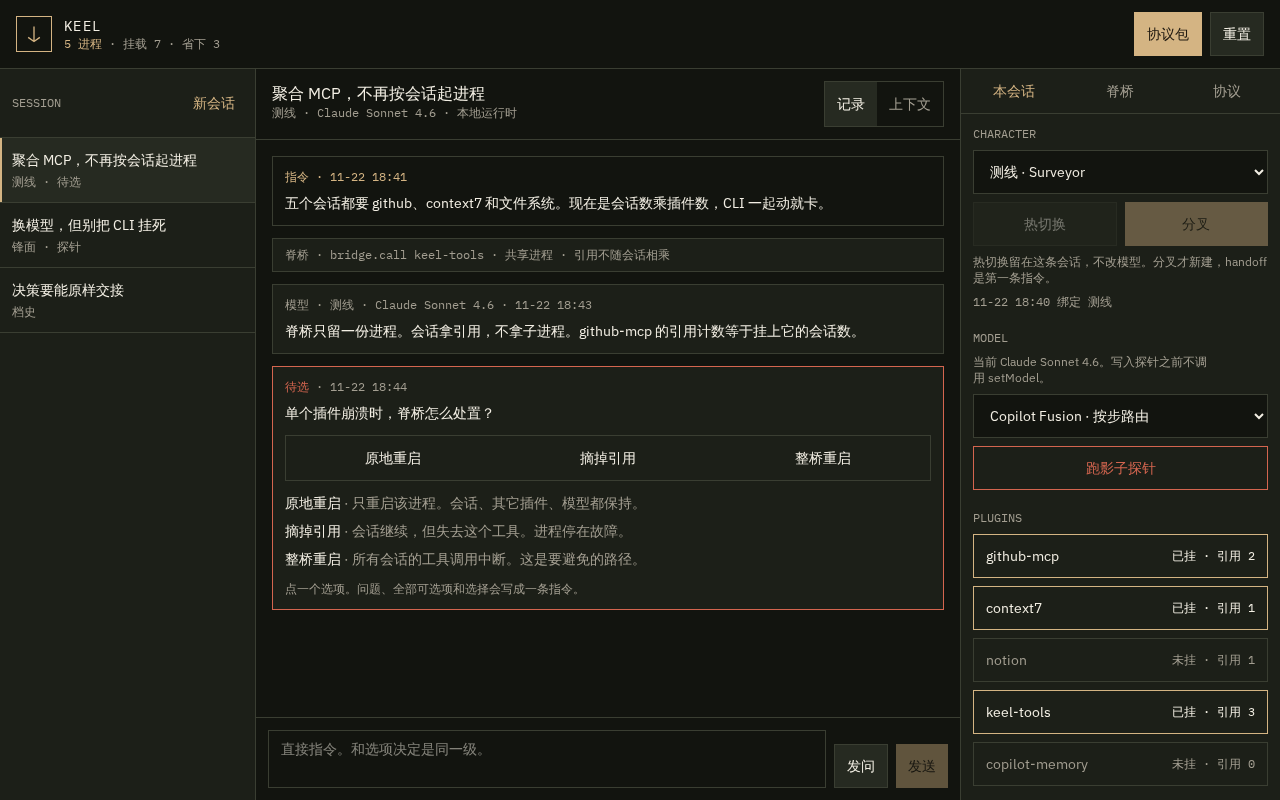 KEEL
5 进程 · 挂载 7 · 省下 3
协议包
重置
SESSION
新会话
聚合 MCP，不再按会话起进程
测线 · 待选
换模型，但别把 CLI 挂死
锋面 · 探针
决策要能原样交接
档史
聚合 MCP，不再按会话起进程
测线 · Claude Sonnet 4.6 · 本地运行时
记录
上下文
指令 · 11-22 18:41
五个会话都要 github、context7 和文件系统。现在是会话数乘插件数，CLI 一起动就卡。
脊桥 · bridge.call keel-tools · 共享进程 · 引用不随会话相乘
模型 · 测线 · Claude Sonnet 4.6 · 11-22 18:43
脊桥只留一份进程。会话拿引用，不拿子进程。github-mcp 的引用计数等于挂上它的会话数。
待选 · 11-22 18:44
单个插件崩溃时，脊桥怎么处置？
原地重启
摘掉引用
整桥重启
原地重启 · 只重启该进程。会话、其它插件、模型都保持。
摘掉引用 · 会话继续，但失去这个工具。进程停在故障。
整桥重启 · 所有会话的工具调用中断。这是要避免的路径。
点一个选项。问题、全部可选项和选择会写成一条指令。
直接指令。和选项决定是同一级。
发问
发送
本会话
脊桥
协议
CHARACTER
测线 · Surveyor
热切换
分叉
热切换留在这条会话，不改模型。分叉才新建，handoff
是第一条指令。
11-22 18:40 绑定 测线
MODEL
当前 Claude Sonnet 4.6。写入探针之前不调
用 setModel。
Copilot Fusion · 按步路由
跑影子探针
PLUGINS
github-mcp
已挂 · 引用 2
context7
已挂 · 引用 1
notion
未挂 · 引用 1
keel-tools
已挂 · 引用 3
copilot-memory
未挂 · 引用 0